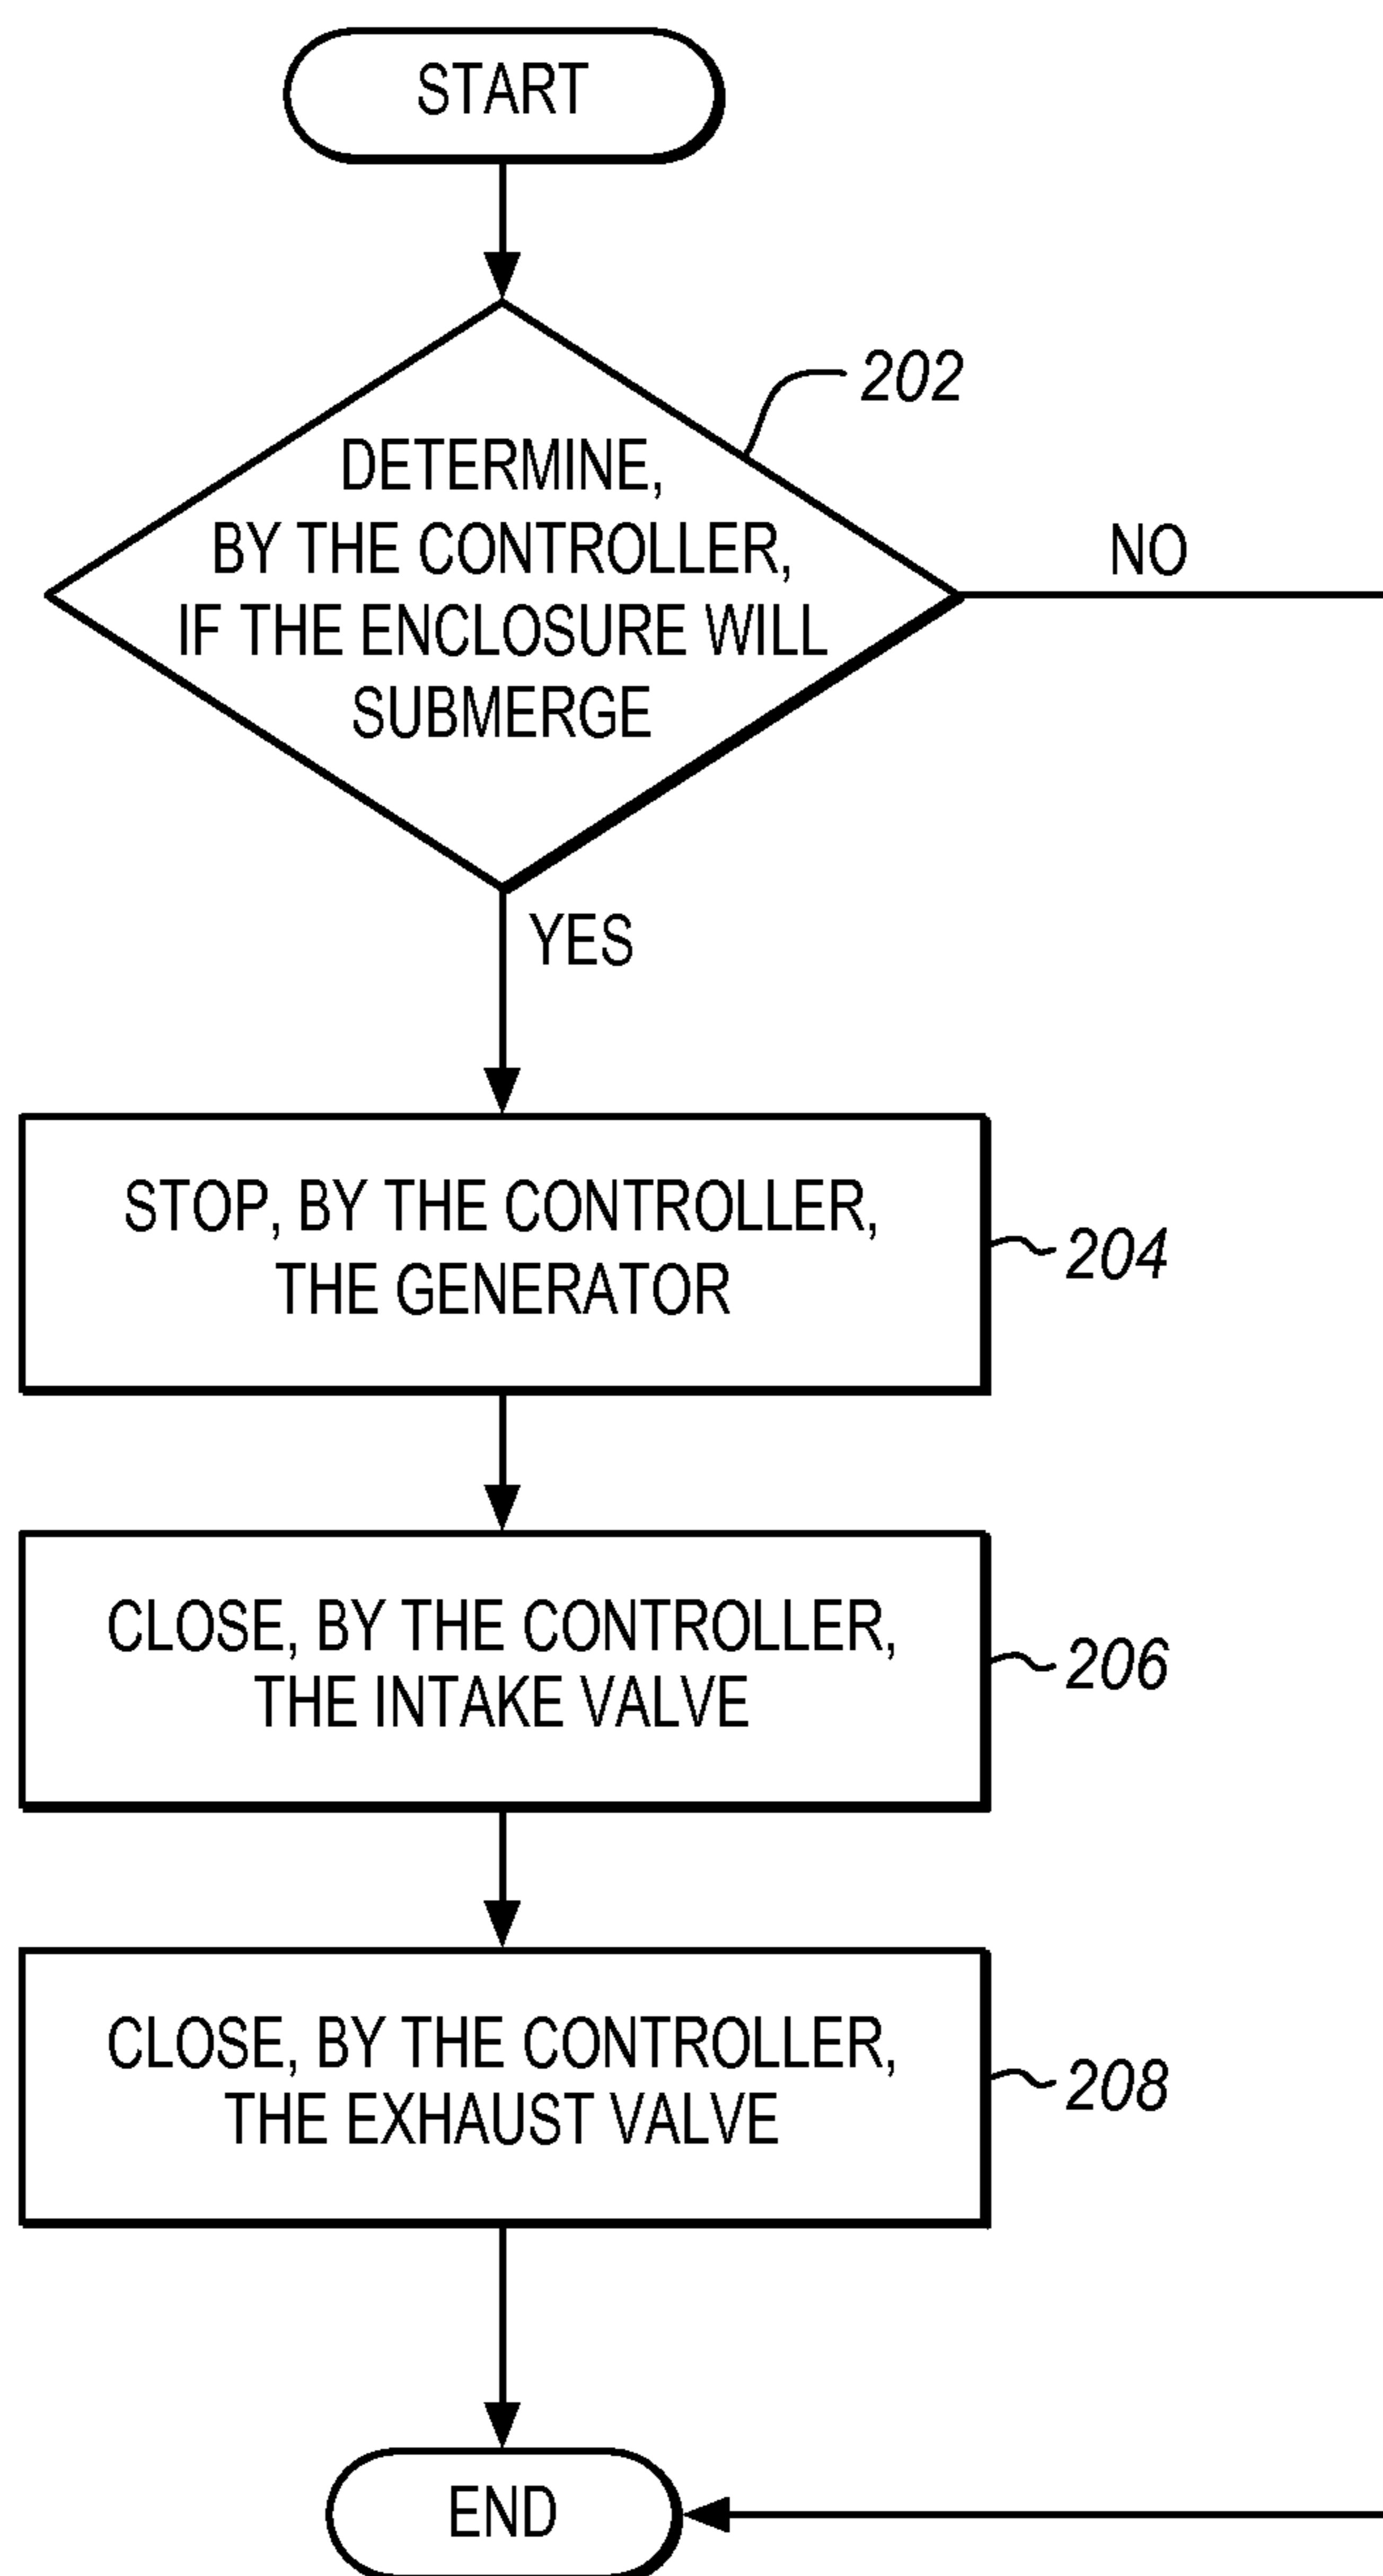 START
202
DETERMINE,
BY THE CONTROLLER,
IF THE ENCLOSURE WILL
SUBMERGE
NO
YES
STOP, BY THE CONTROLLER,
THE GENERATOR
204
CLOSE, BY THE CONTROLLER,
THE INTAKE VALVE
206
CLOSE, BY THE CONTROLLER,
THE EXHAUST VALVE
208
END